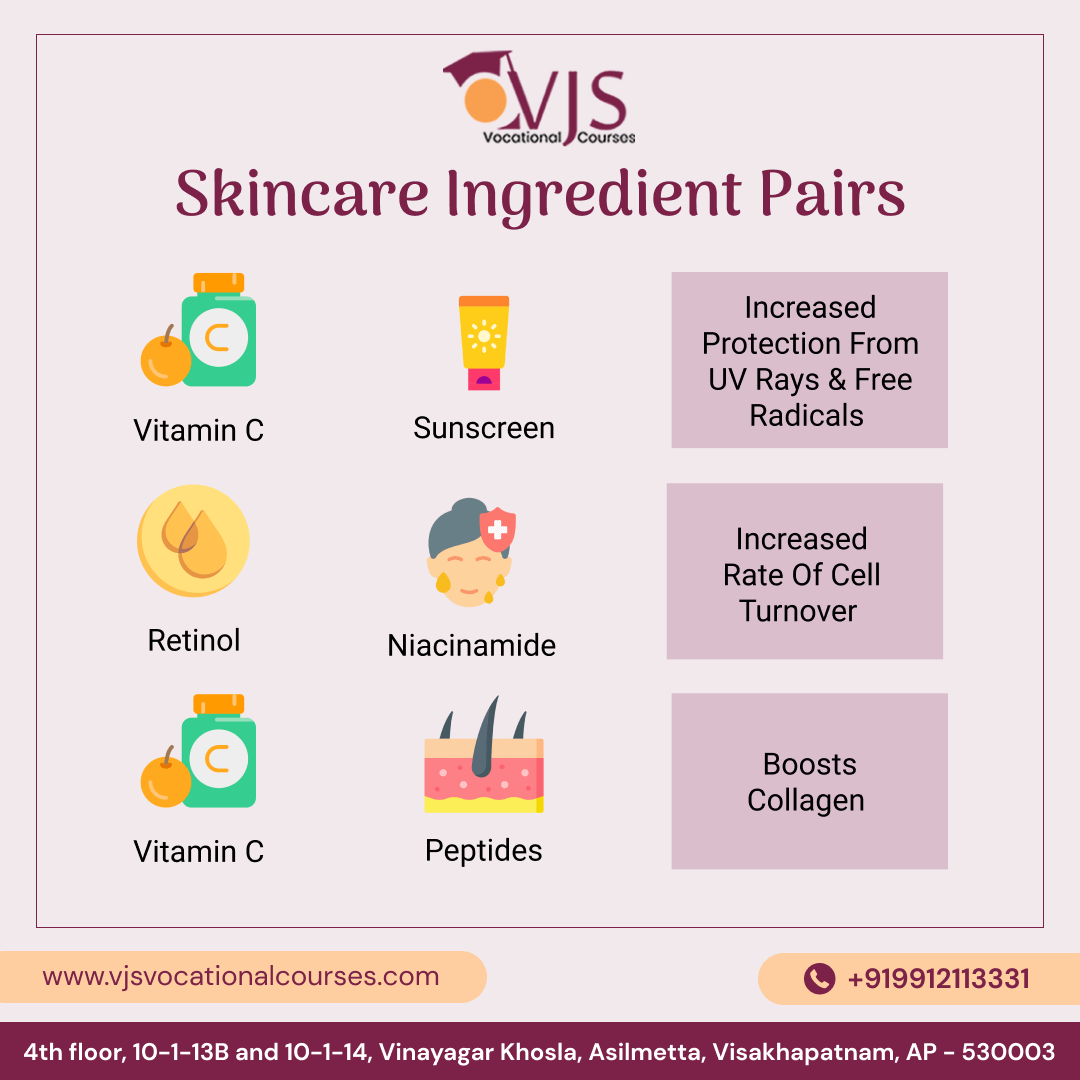 VJS
Vocational Courses
Skincare Ingredient Pairs
C
Vitamin C
Sunscreen
Increased
Protection From
UV Rays & Free
Radicals
Retinol
Niacinamide
Increased
Rate Of Cell
Turnover
C
Vitamin C
Peptides
Boosts
Collagen
www.vjsvocationalcourses.com
+919912113331
4th floor, 10-1-13B and 10-1-14, Vinayagar Khosla, Asilmetta, Visakhapatnam, AP - 530003